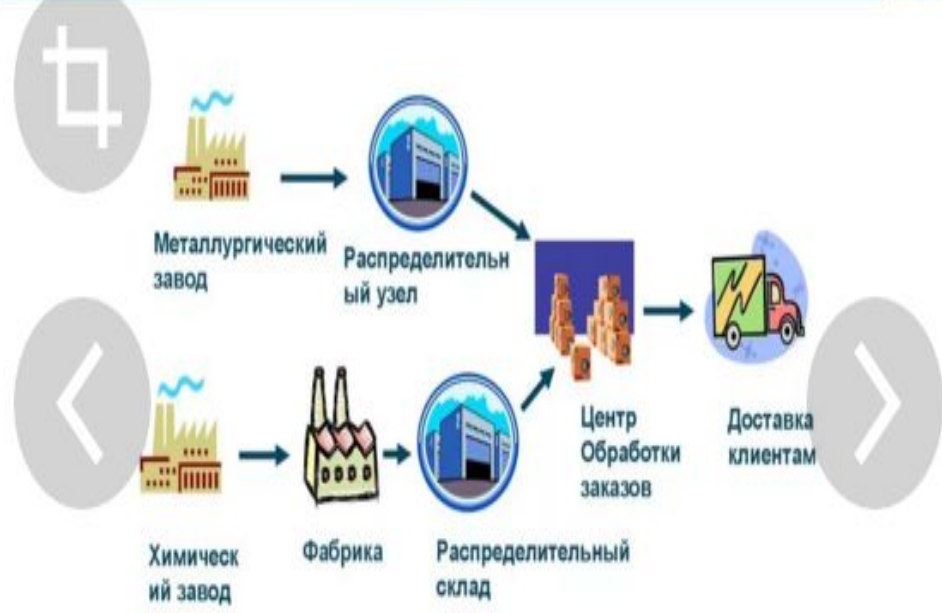 Металлургический
завод
Распределительн
ый узел
Центр
Обработки
заказов
Доставка
клиентам
Химическ
ий завод
Фабрика
Распределительный
склад